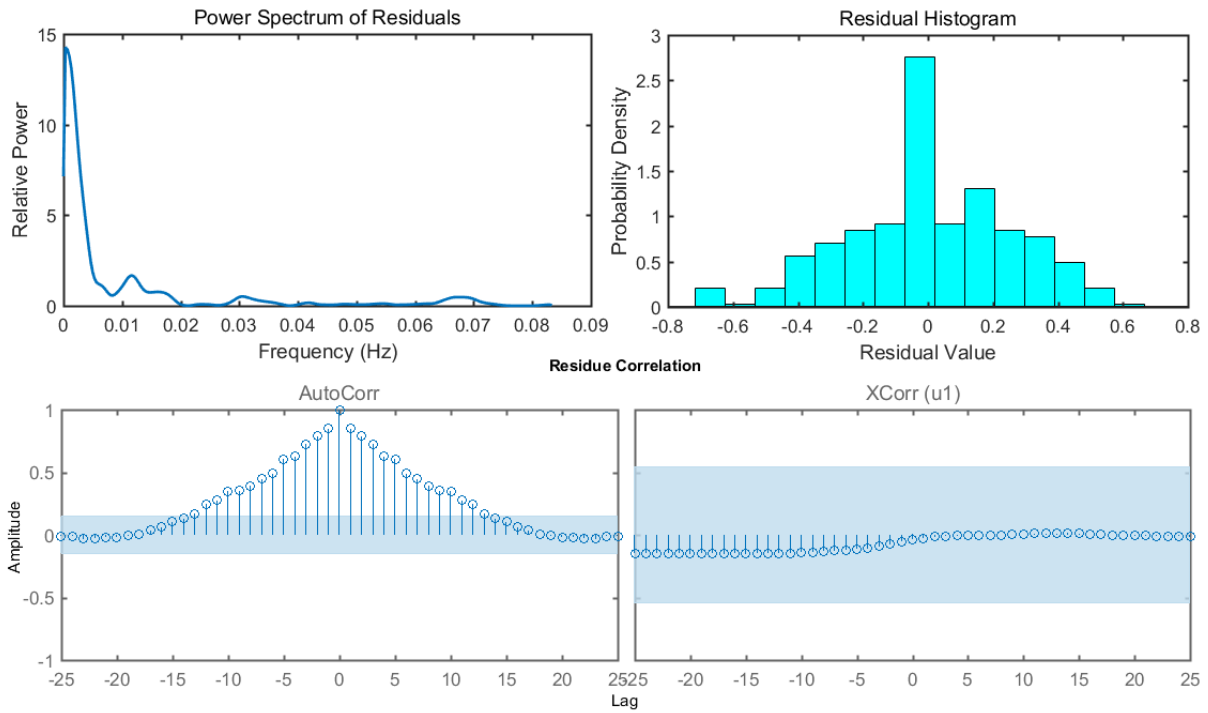 Power Spectrum of Residuals
Relative Power
15
10
5
0
0 0.01 0.02 0.03 0.04 0.05 0.06 0.07 0.08 0.09
Frequency (Hz)
Residual Histogram
Probability Density
3
2.5
2
1.5
1
0.5
0
-0.8 -0.6 -0.4 -0.2 0 0.2 0.4 0.6 0.8
Residual Value
Residue Correlation
AutoCorr
Amplitude
1
0.5
0
-0.5
-1
-25 -20 -15 -10 -5 0 5 10 15 20 25
XCorr (u1)
-25 -20 -15 -10 -5 0 5 10 15 20 25
Lag